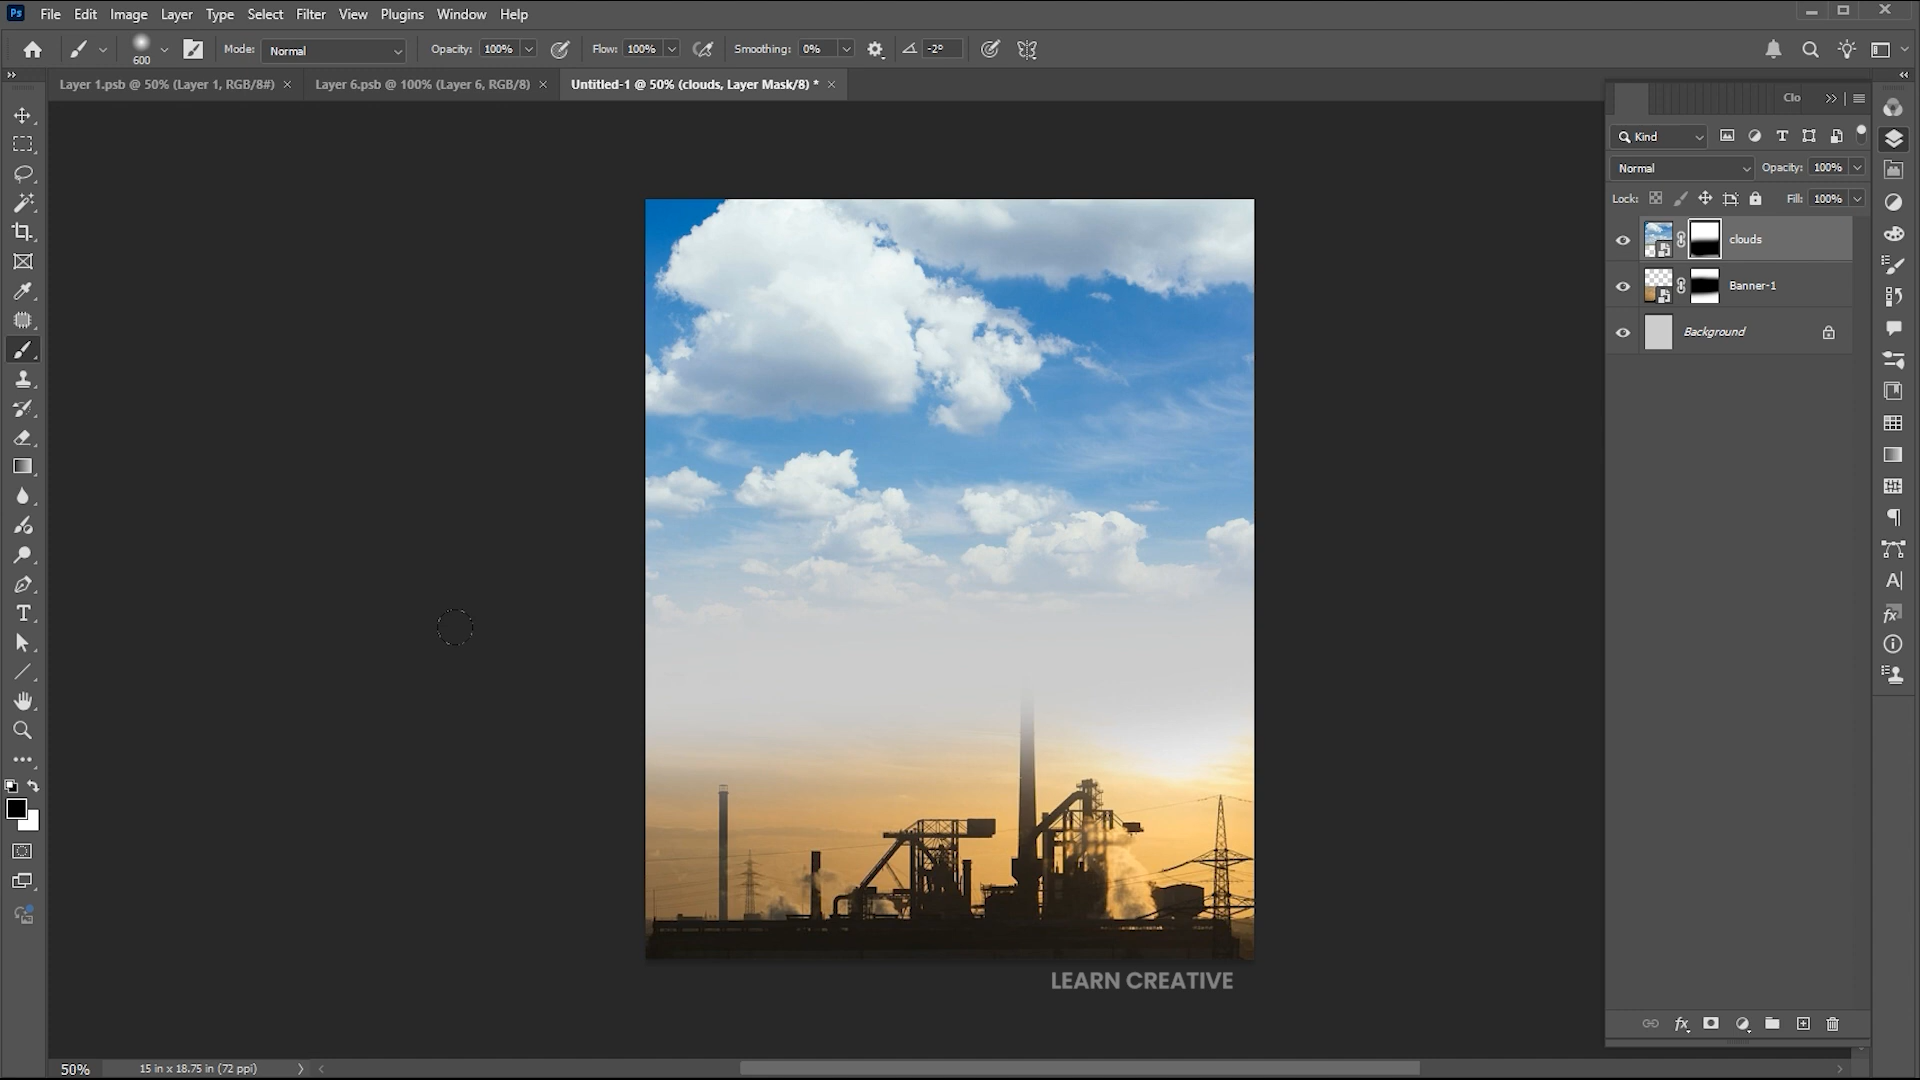 Ps File Edit Image Layer Type Select Filter View Plugins Window Help
600 Mode: Normal Opacity: 100% Flow: 100% Smoothing: 0% -2°
Layer 1.psb @ 50% (Layer 1, RGB/8#) × Layer 6.psb @ 100% (Layer 6, RGB/8) × Untitled-1 @ 50% (clouds, Layer Mask/8) * ×
Clo
Kind
Normal Opacity: 100%
Lock: Fill: 100%
clouds
Banner-1
Background
LEARN CREATIVE
50% 15 in x 18.75 in (72 ppi)